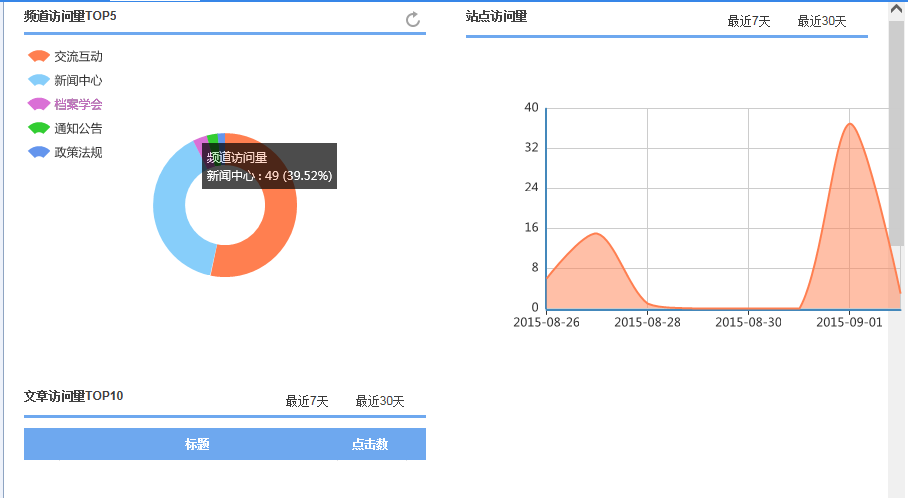 频道访问量TOP5
交流互动
新闻中心
档案学会
通知公告
政策法规
频道访问量
新闻中心 : 49 (39.52%)
站点访问量
最近7天 最近30天
40
32
24
16
8
0
2015-08-26 2015-08-28 2015-08-30 2015-09-01
文章访问量TOP10 最近7天 最近30天
标题 点击数